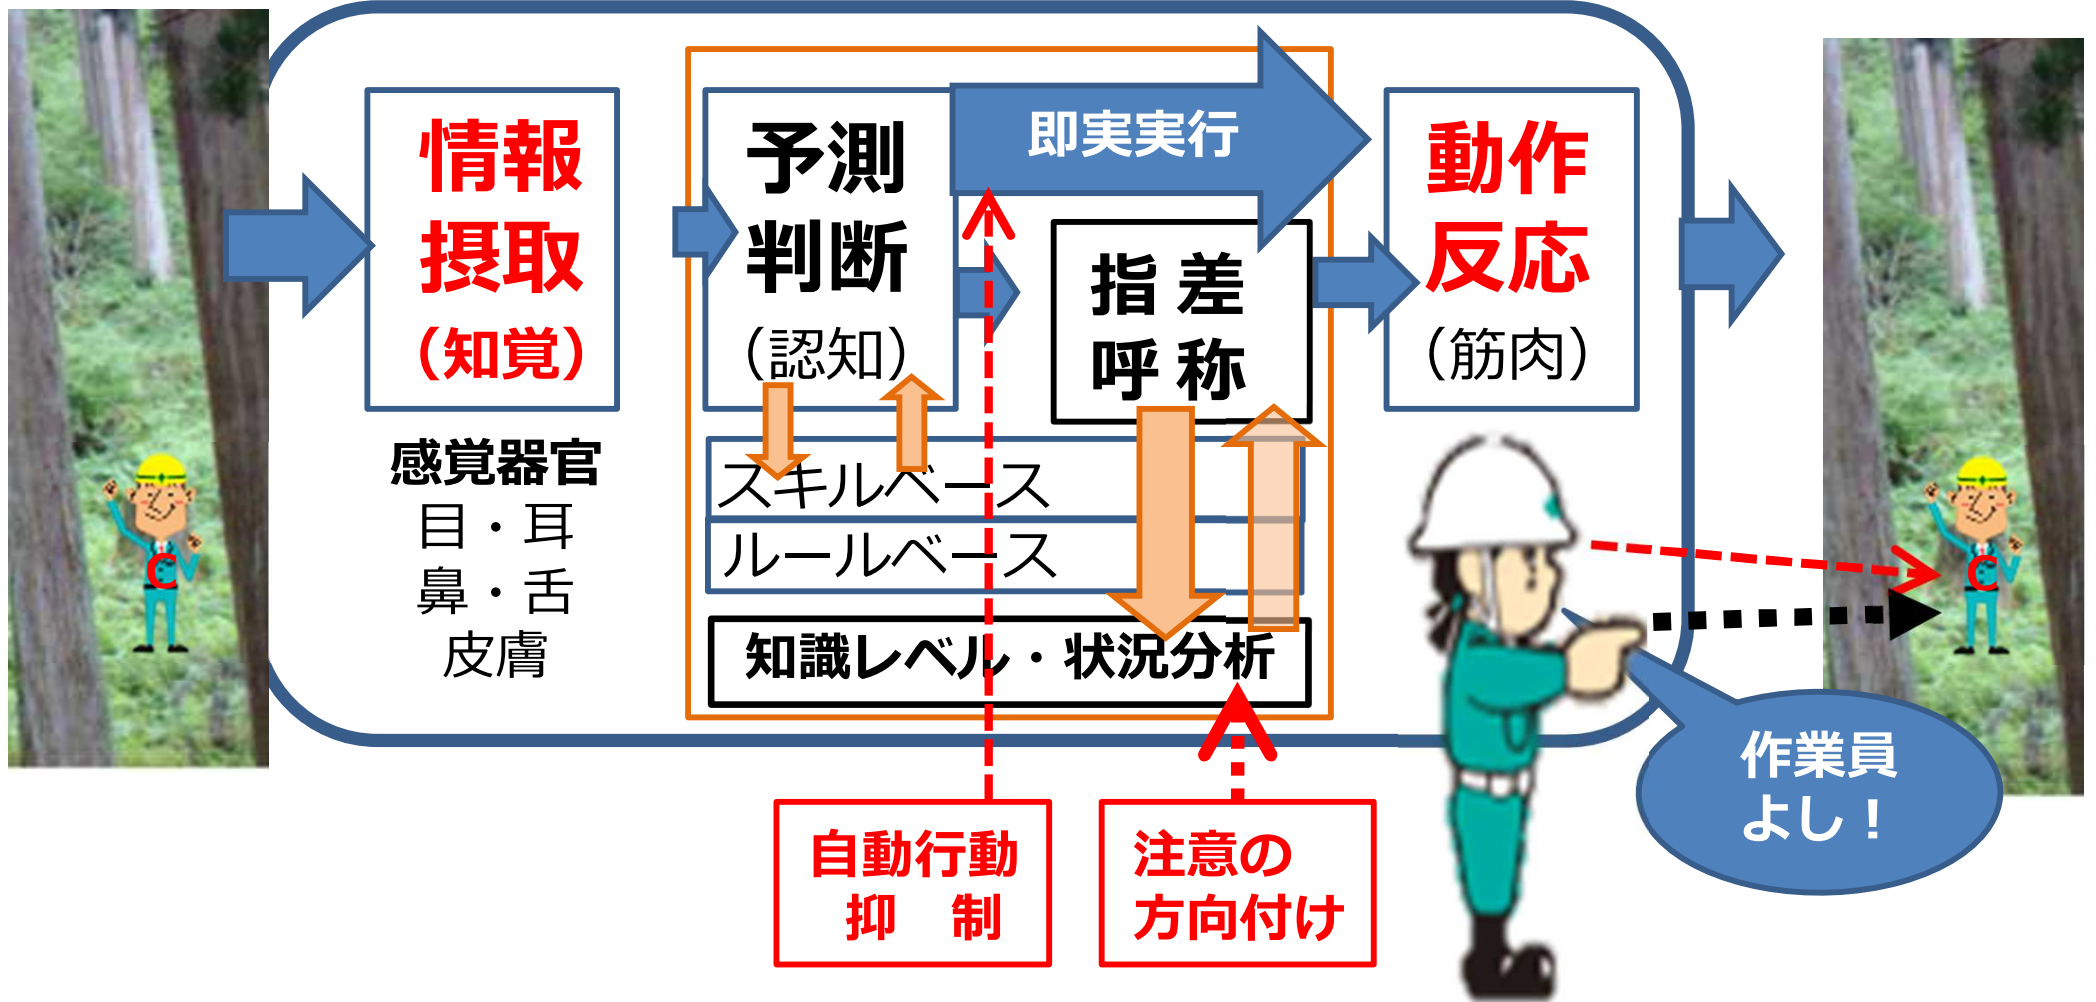 情報
摂取
（知覚）
感覚器官
目・耳
鼻・舌
皮膚
予測
判断
（認知）
即実実行
指差
呼称
動作
反応
（筋肉）
スキルベース
ルールベース
知識レベル・状況分析
自動行動
抑　制
注意の
方向付け
作業員
よし！
C
C